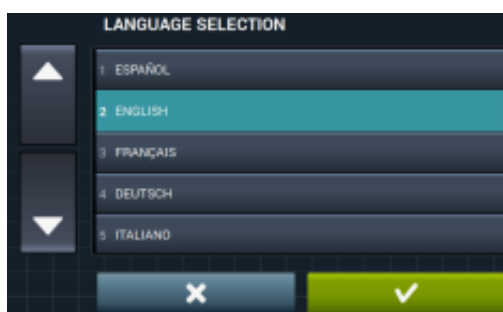 LANGUAGE SELECTION
1 ESPAÑOL
2 ENGLISH
3 FRANÇAIS
4 DEUTSCH
5 ITALIANO